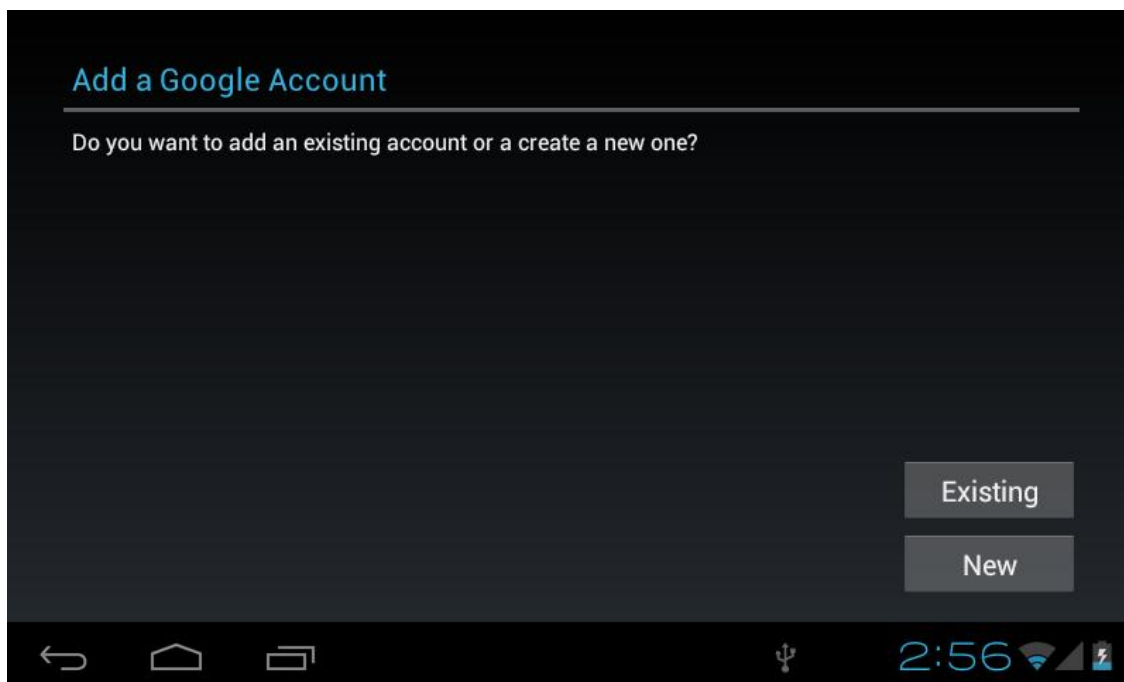 Add a Google Account
Do you want to add an existing account or a create a new one?
Existing
New
2:56